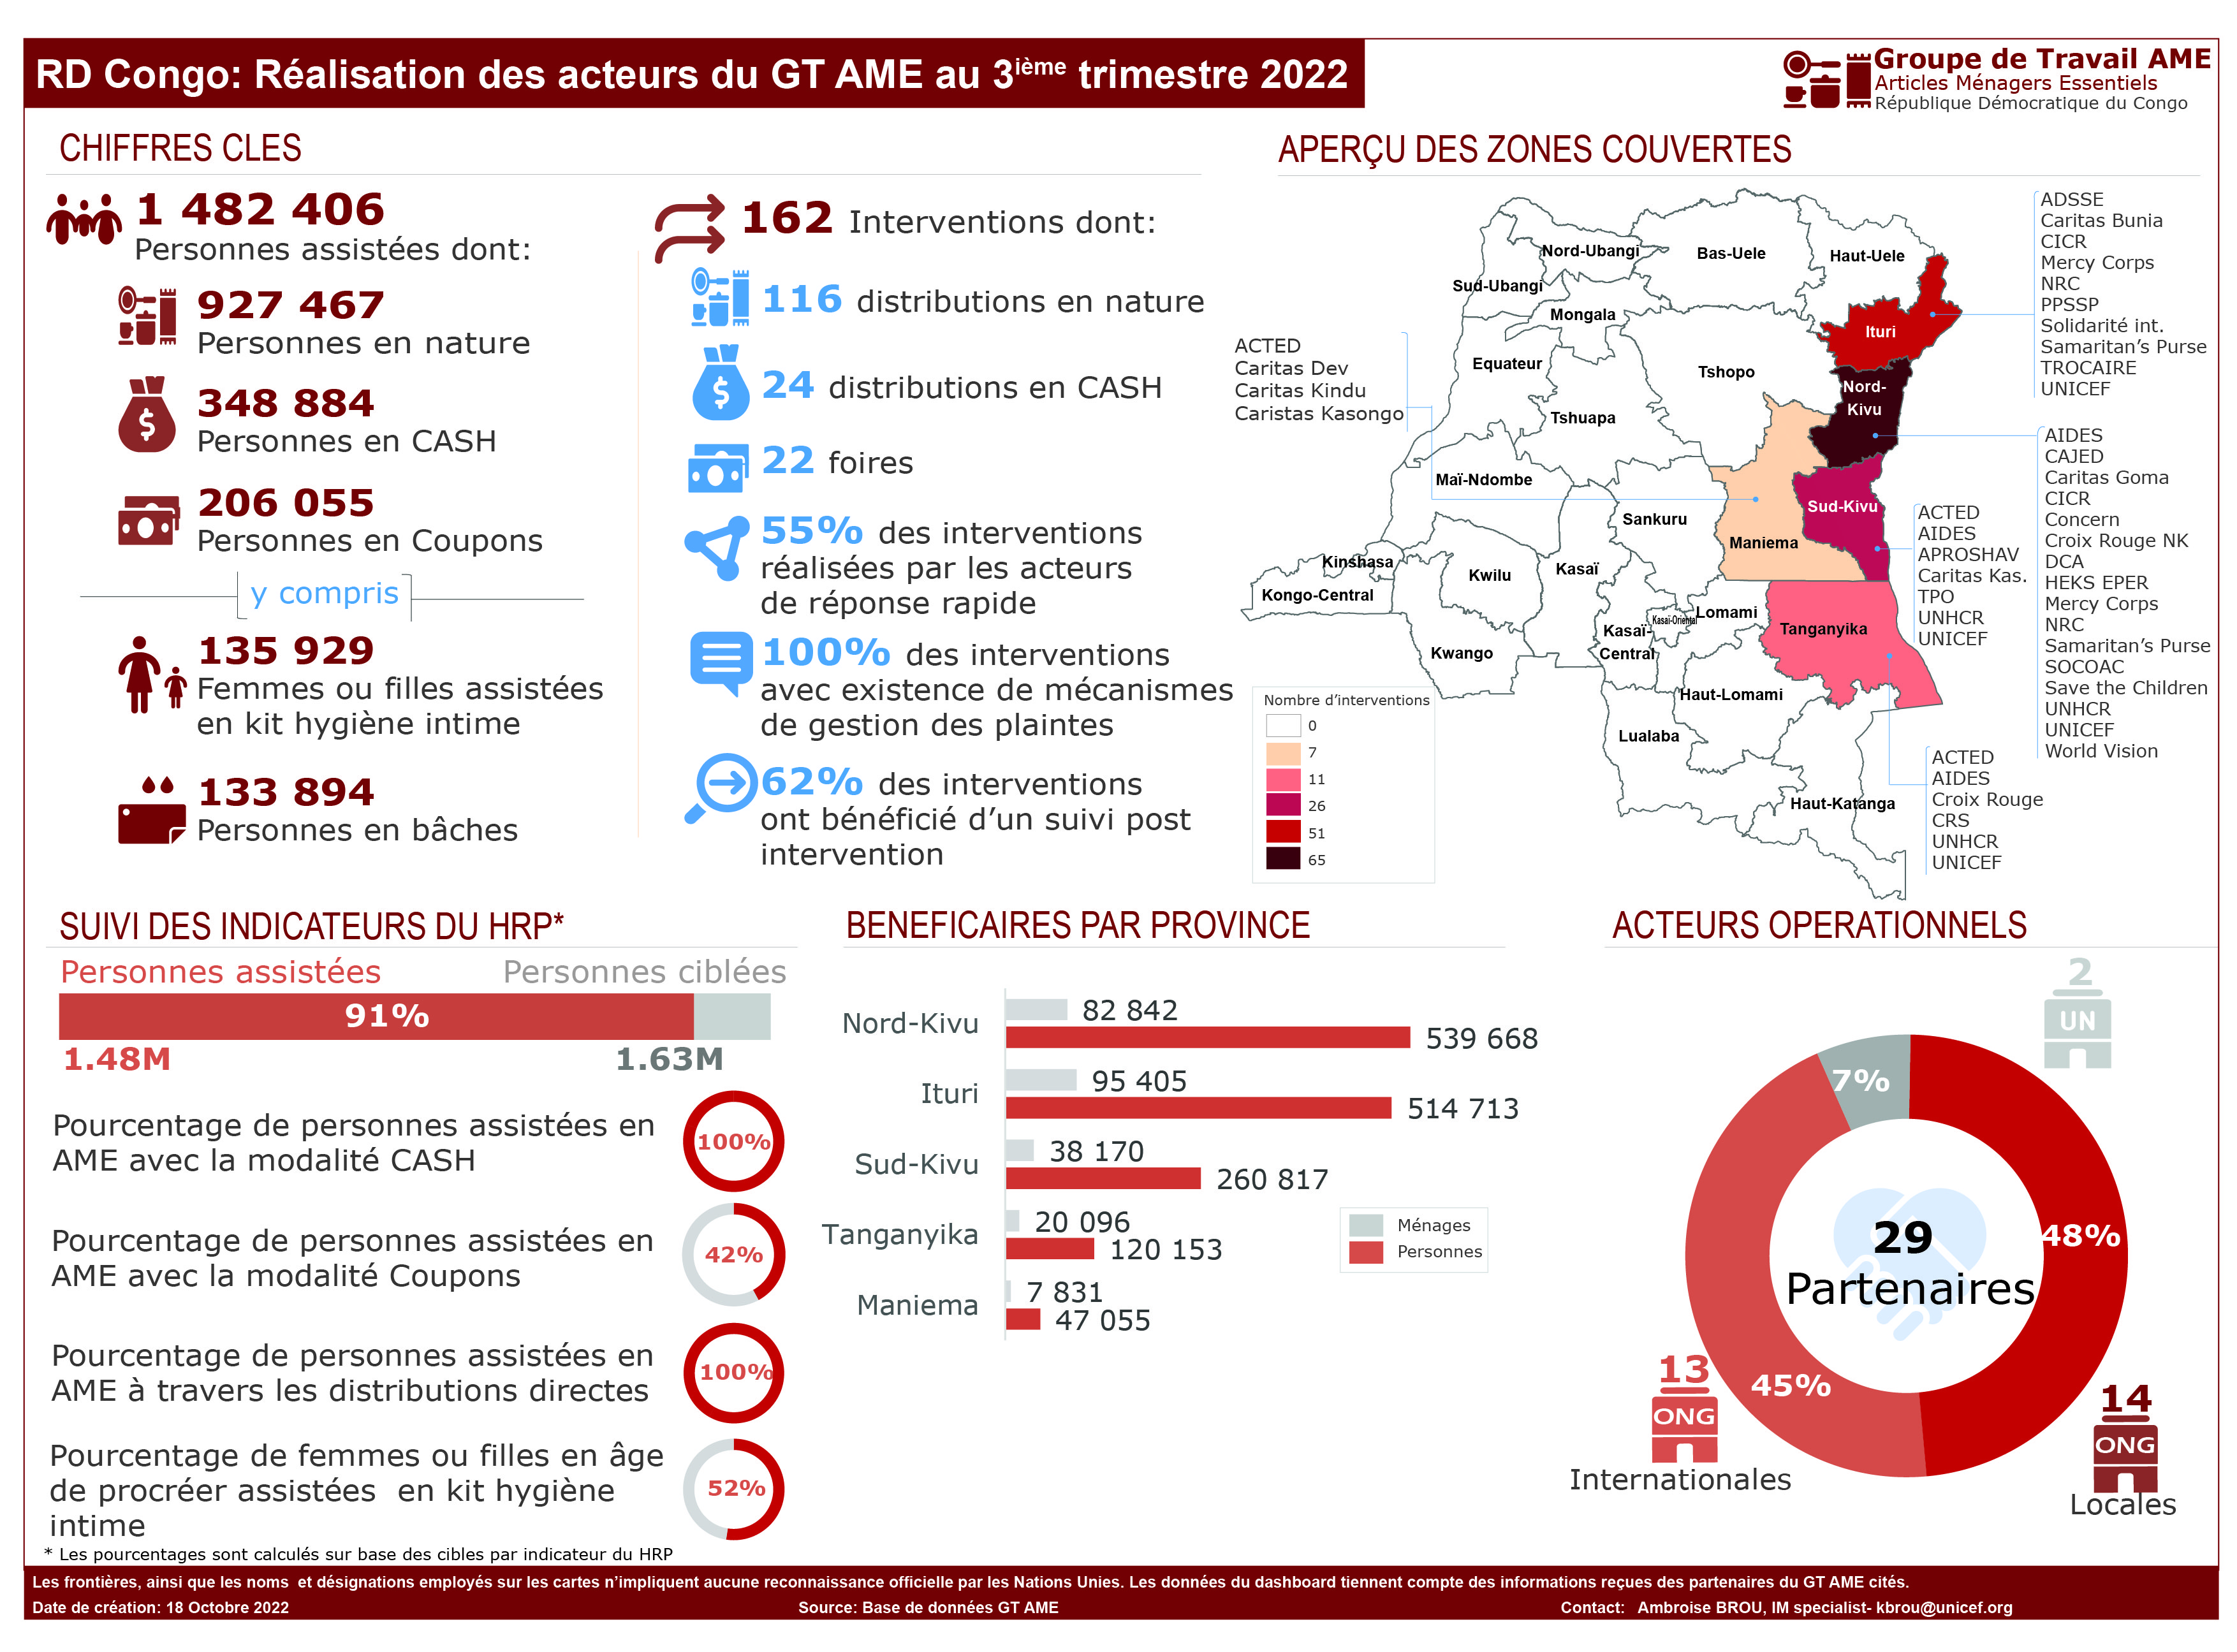 RD Congo: Réalisation des acteurs du GT AME au 3ième trimestre 2022
Groupe de Travail AME
Articles Ménagers Essentiels
République Démocratique du Congo
CHIFFRES CLES
1 482 406
Personnes assistées dont:
927 467
Personnes en nature
348 884
Personnes en CASH
206 055
Personnes en Coupons
y compris
135 929
Femmes ou filles assistées
en kit hygiène intime
133 894
Personnes en bâches
162 Interventions dont:
116 distributions en nature
24 distributions en CASH
22 foires
55% des interventions
réalisées par les acteurs
de réponse rapide
100% des interventions
avec existence de mécanismes
de gestion des plaintes
62% des interventions
ont bénéficié d’un suivi post
intervention
APERÇU DES ZONES COUVERTES
Nord-Ubangi
Bas-Uele
Haut-Uele
Sud-Ubangi
Mongala
Ituri
Equateur
Tshopo
Nord-
Kivu
Tshuapa
Maï-Ndombe
Sankuru
Sud-Kivu
Maniema
Kinshasa
Kongo-Central
Kwilu
Kasaï
Lomami
Kasaï-Oriental
Kasaï-
Central
Tanganyika
Kwango
Haut-Lomami
Lualaba
Haut-Katanga
ACTED
Caritas Dev
Caritas Kindu
Caristas Kasongo
ADSSE
Caritas Bunia
CICR
Mercy Corps
NRC
PPSSP
Solidarité int.
Samaritan’s Purse
TROCAIRE
UNICEF
AIDES
CAJED
Caritas Goma
CICR
Concern
Croix Rouge NK
DCA
HEKS EPER
Mercy Corps
NRC
Samaritan’s Purse
SOCOAC
Save the Children
UNHCR
UNICEF
World Vision
ACTED
AIDES
APROSHAV
Caritas Kas.
TPO
UNHCR
UNICEF
ACTED
AIDES
Croix Rouge
CRS
UNHCR
UNICEF
Nombre d’interventions
0
7
11
26
51
65
SUIVI DES INDICATEURS DU HRP*
Personnes assistées
Personnes ciblées
91%
1.48M
1.63M
Pourcentage de personnes assistées en
AME avec la modalité CASH
100%
Pourcentage de personnes assistées en
AME avec la modalité Coupons
42%
Pourcentage de personnes assistées en
AME à travers les distributions directes
100%
Pourcentage de femmes ou filles en âge
de procréer assistées en kit hygiène
intime
52%
* Les pourcentages sont calculés sur base des cibles par indicateur du HRP
BENEFICAIRES PAR PROVINCE
Nord-Kivu
82 842
539 668
Ituri
95 405
514 713
Sud-Kivu
38 170
260 817
Tanganyika
20 096
120 153
Maniema
7 831
47 055
Ménages
Personnes
ACTEURS OPERATIONNELS
2
UN
7%
48%
45%
29
Partenaires
13
ONG
Internationales
14
ONG
Locales
Les frontières, ainsi que les noms et désignations employés sur les cartes n’impliquent aucune reconnaissance officielle par les Nations Unies. Les données du dashboard tiennent compte des informations reçues des partenaires du GT AME cités.
Date de création: 18 Octobre 2022
Source: Base de données GT AME
Contact: Ambroise BROU, IM specialist- kbrou@unicef.org